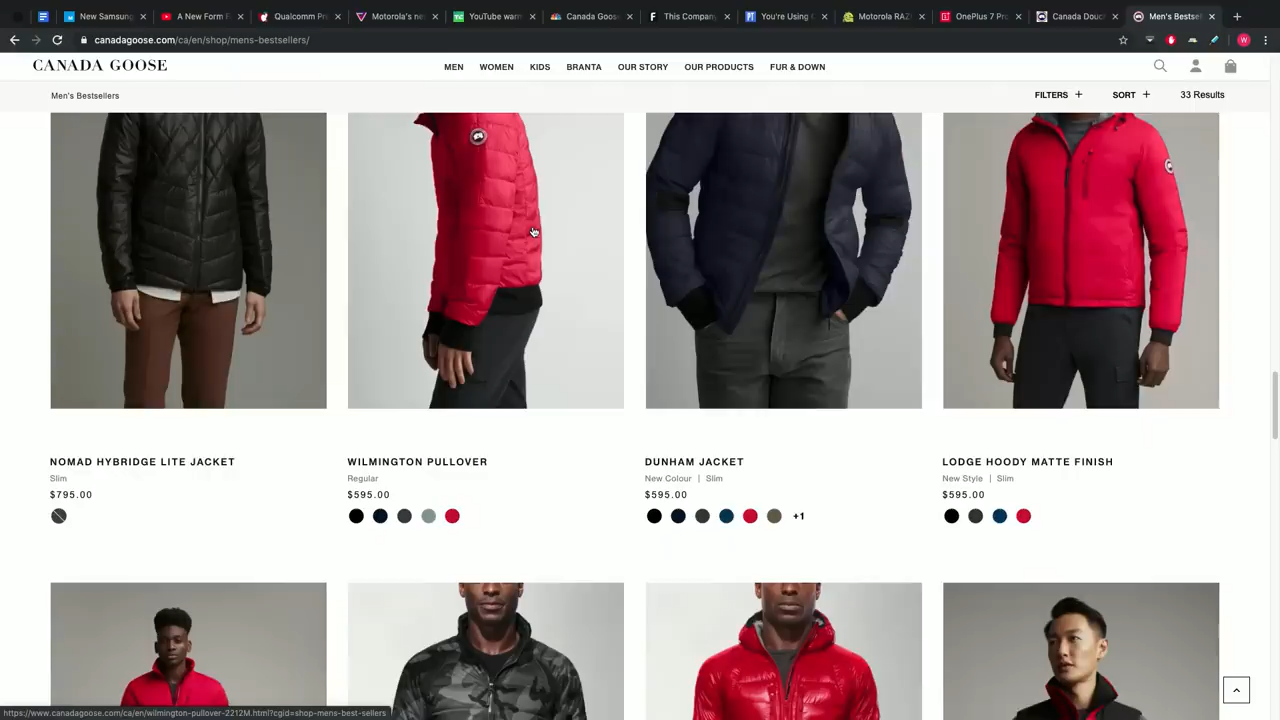 New Samsung
A New Form F
Qualcomm Pre
Motorola's nev
YouTube warn
Canada Goos
This Company
You're Using G
Motorola RAZ
OnePlus 7 Pro
Canada Douc
Men's Bestsel
canadagoose.com/ca/en/shop/mens-bestsellers/
W
CANADA GOOSE
MEN WOMEN KIDS BRANTA OUR STORY OUR PRODUCTS FUR & DOWN
Men's Bestsellers
FILTERS + SORT + 33 Results
NOMAD HYBRIDGE LITE JACKET
Slim
$795.00
WILMINGTON PULLOVER
Regular
$595.00
DUNHAM JACKET
New Colour | Slim
$595.00
+1
LODGE HOODY MATTE FINISH
New Style | Slim
$595.00
https://www.canadagoose.com/ca/en/wilmington-pullover-2212M.html?cgid=shop-mens-best-sellers